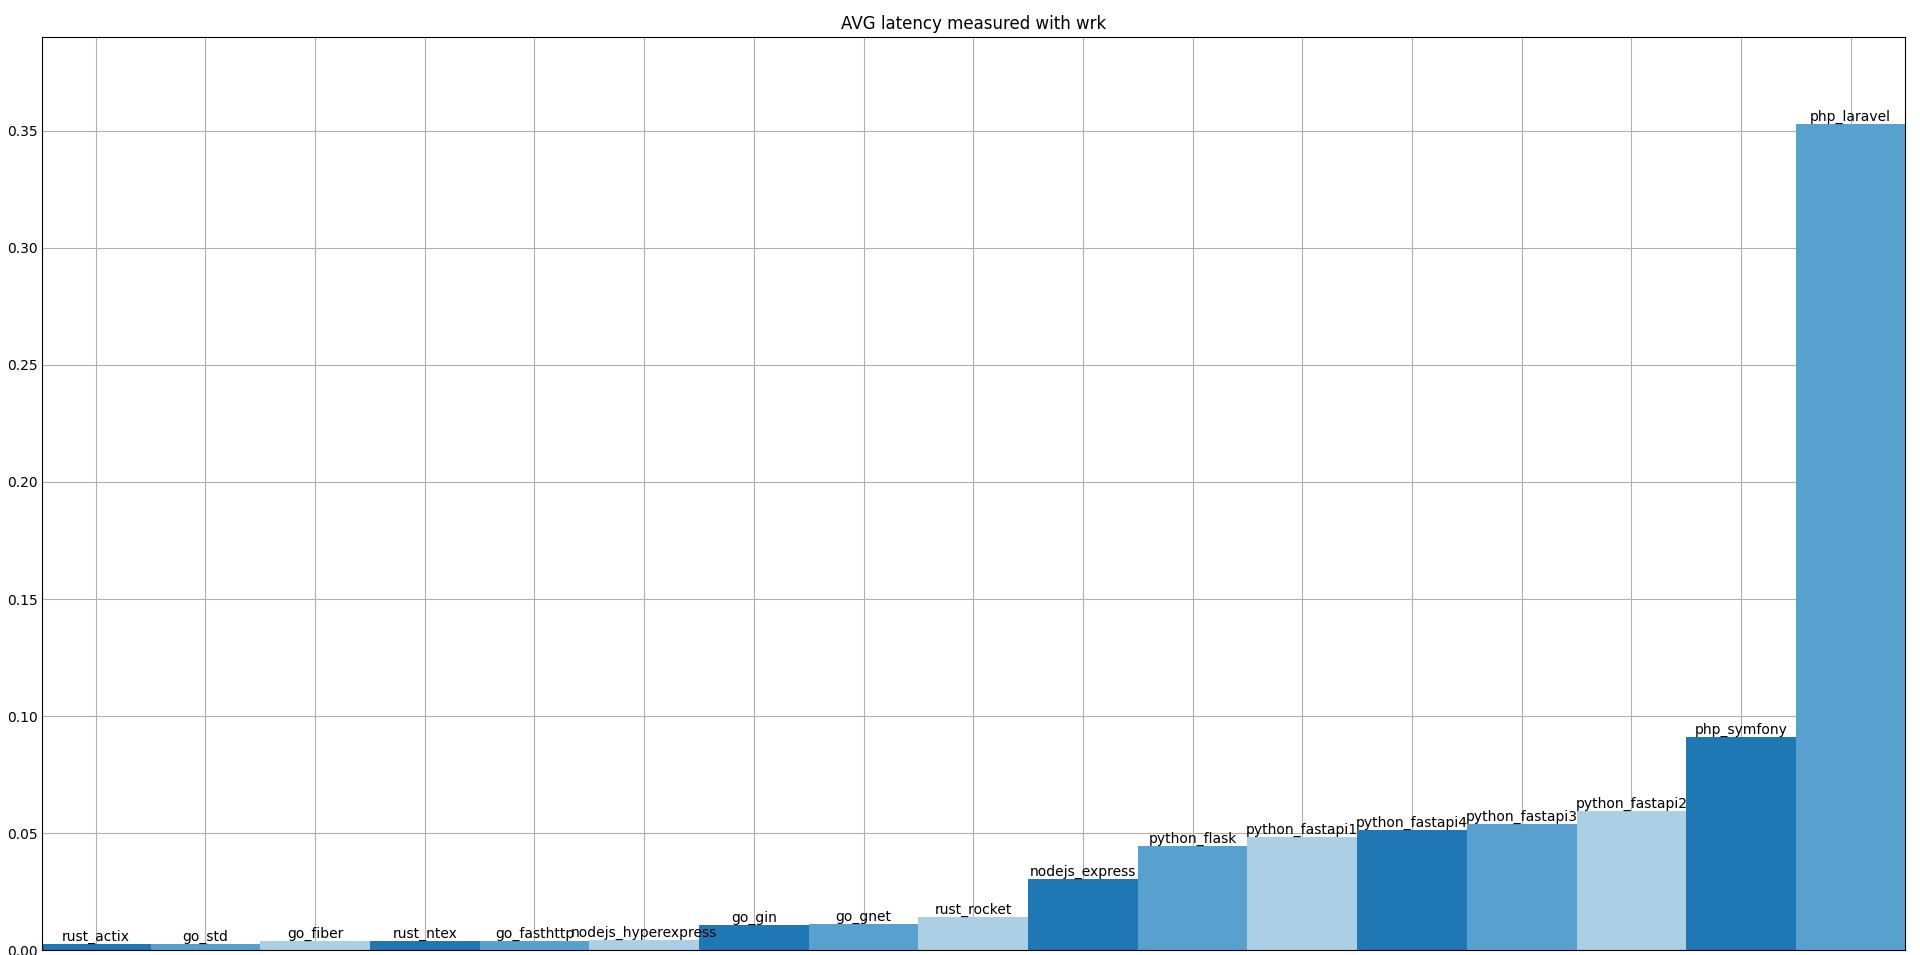 AVG latency measured with wrk
0.35
0.30
0.25
0.20
0.15
0.10
0.05
0.00
rust_actix
go_std
go_fiber
rust_ntex
go_fasthttp
nodejs_hyperexpress
go_gin
go_gnet
rust_rocket
nodejs_express
python_flask
python_fastapi1
python_fastapi4
python_fastapi3
python_fastapi2
php_symfony
php_laravel